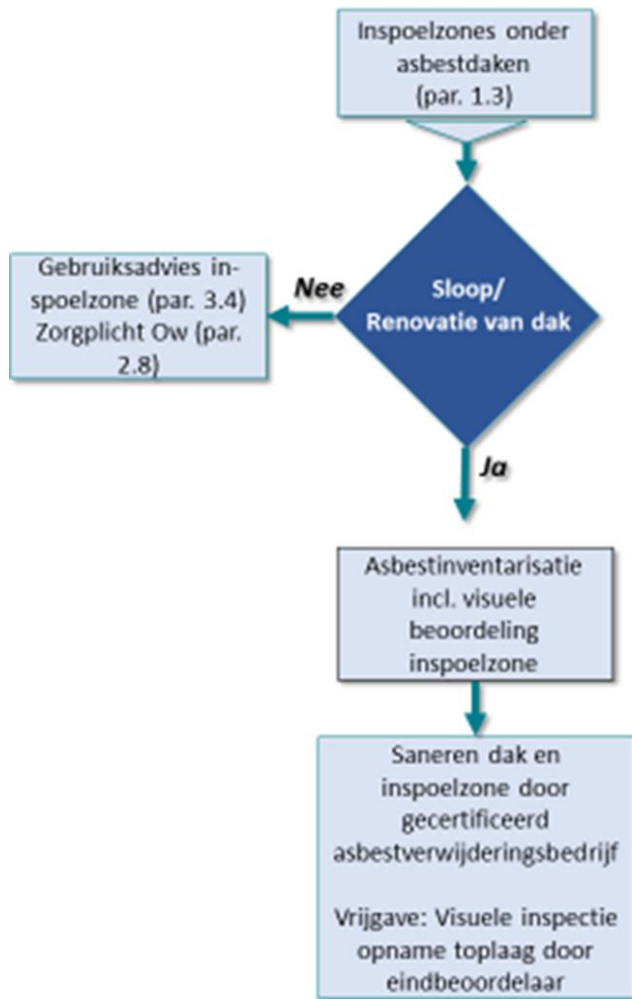 Inspoelzones onder
asbestdaken
(par. 1.3)
Sloop/
Renovatie van dak
Nee
Gebruiksadvies in-
spoelzone (par. 3.4)
Zorgplicht Ow (par.
2.8)
Ja
Asbestinventarisatie
incl. visuele
beoordeling
inspoelzone
Saneren dak en
inspoelzone door
gecertificeerd
asbestverwijderingsbedrijf
Vrijgave: Visuele inspectie
opname toplaag door
eindbeoordelaar